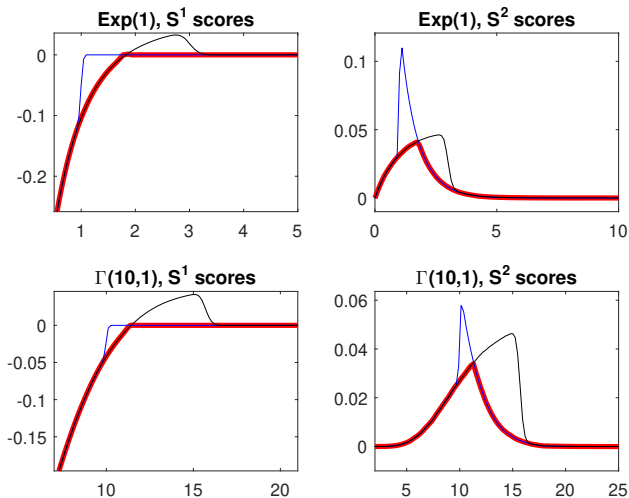 Exp(1), S¹ scores
0
-0.1
-0.2
1 2 3 4 5
Exp(1), S² scores
0.1
0.05
0
0 5 10
Γ(10,1), S¹ scores
0
-0.05
-0.1
-0.15
10 15 20
Γ(10,1), S² scores
0.06
0.04
0.02
0
5 10 15 20 25